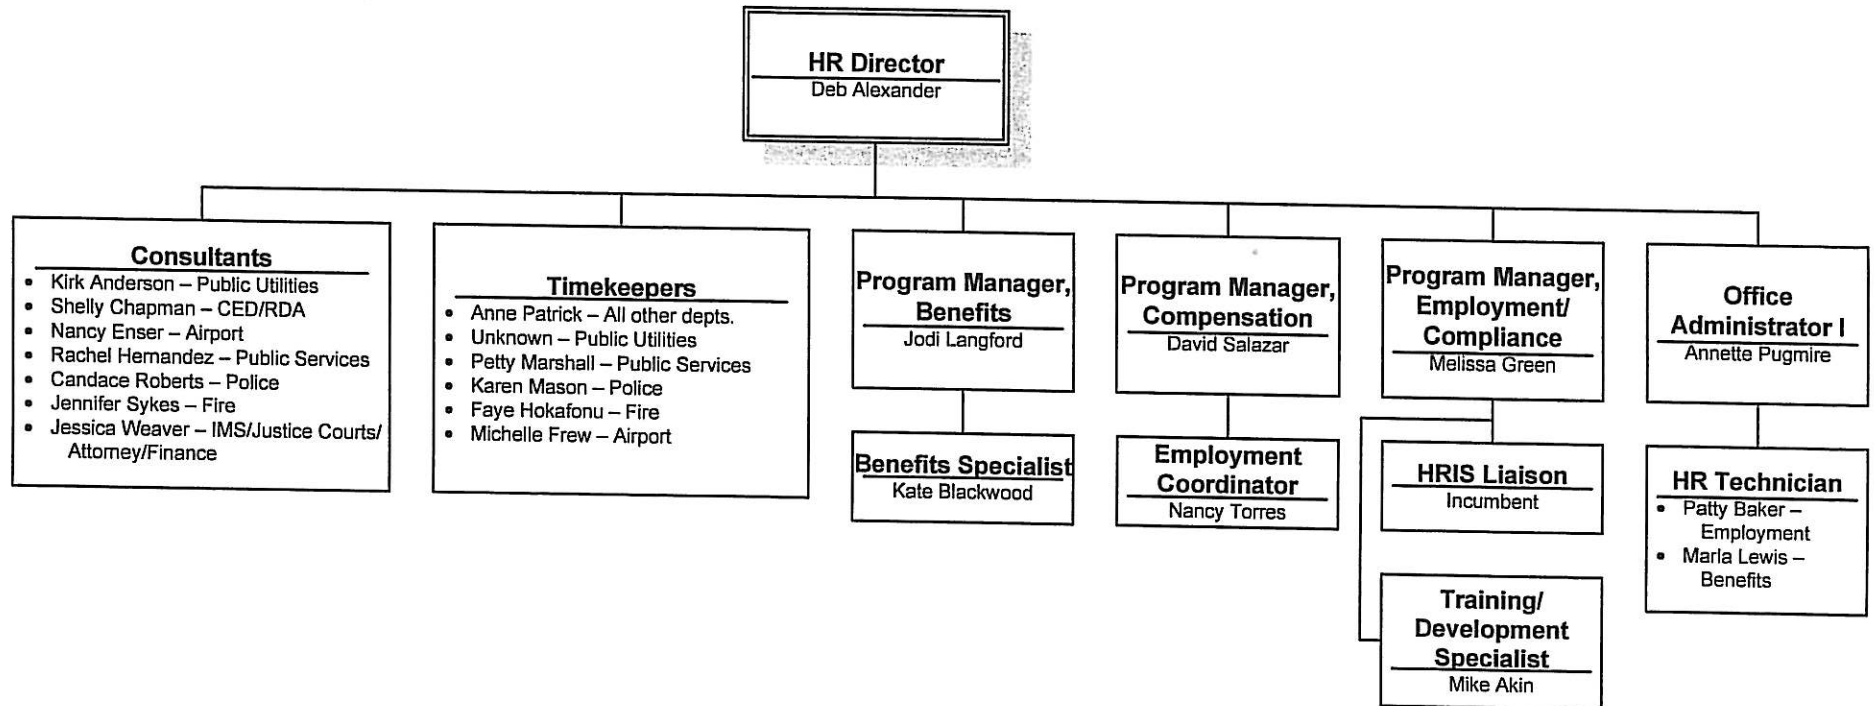 HR Director
Deb Alexander
Consultants
• Kirk Anderson – Public Utilities
• Shelly Chapman – CED/RDA
• Nancy Enser – Airport
• Rachel Hernandez – Public Services
• Candace Roberts – Police
• Jennifer Sykes – Fire
• Jessica Weaver – IMS/Justice Courts/
Attorney/Finance
Timekeepers
• Anne Patrick – All other depts.
• Unknown – Public Utilities
• Petty Marshall – Public Services
• Karen Mason – Police
• Faye Hokafonu – Fire
• Michelle Frew – Airport
Program Manager,
Benefits
Jodi Langford
Benefits Specialist
Kate Blackwood
Program Manager,
Compensation
David Salazar
Employment
Coordinator
Nancy Torres
Program Manager,
Employment/
Compliance
Melissa Green
HRIS Liaison
Incumbent
Training/
Development
Specialist
Mike Akin
Office
Administrator I
Annette Pugmire
HR Technician
• Patty Baker –
Employment
• Marla Lewis –
Benefits